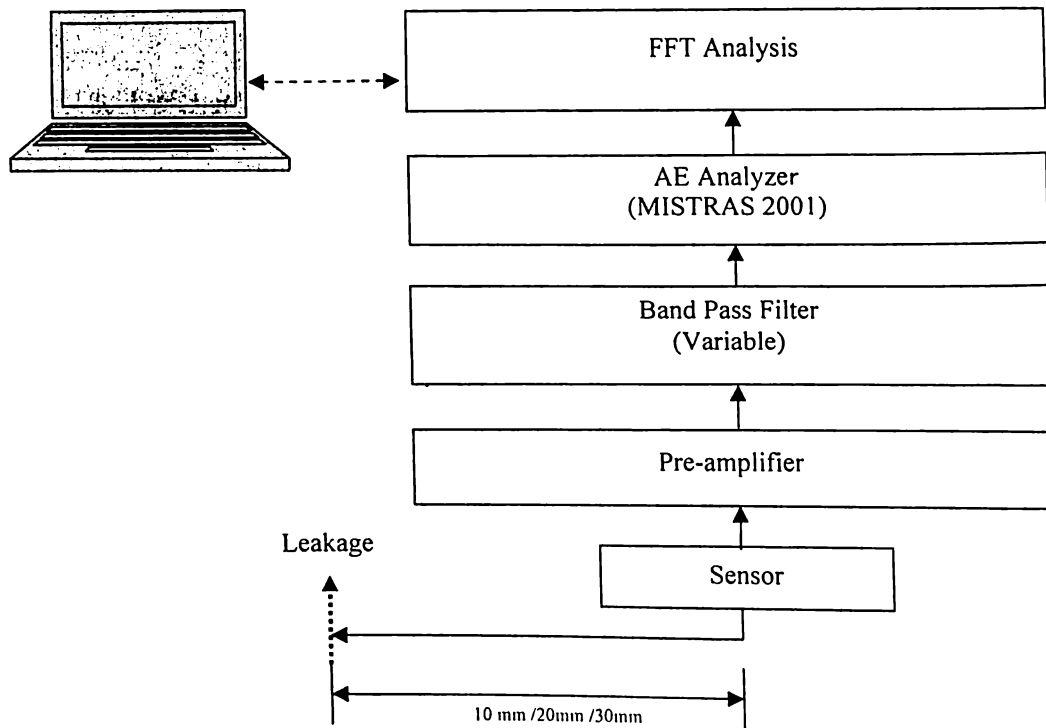 FFT Analysis
AE Analyzer
(MISTRAS 2001)
Band Pass Filter
(Variable)
Pre-amplifier
Leakage
Sensor
10 mm /20mm /30mm